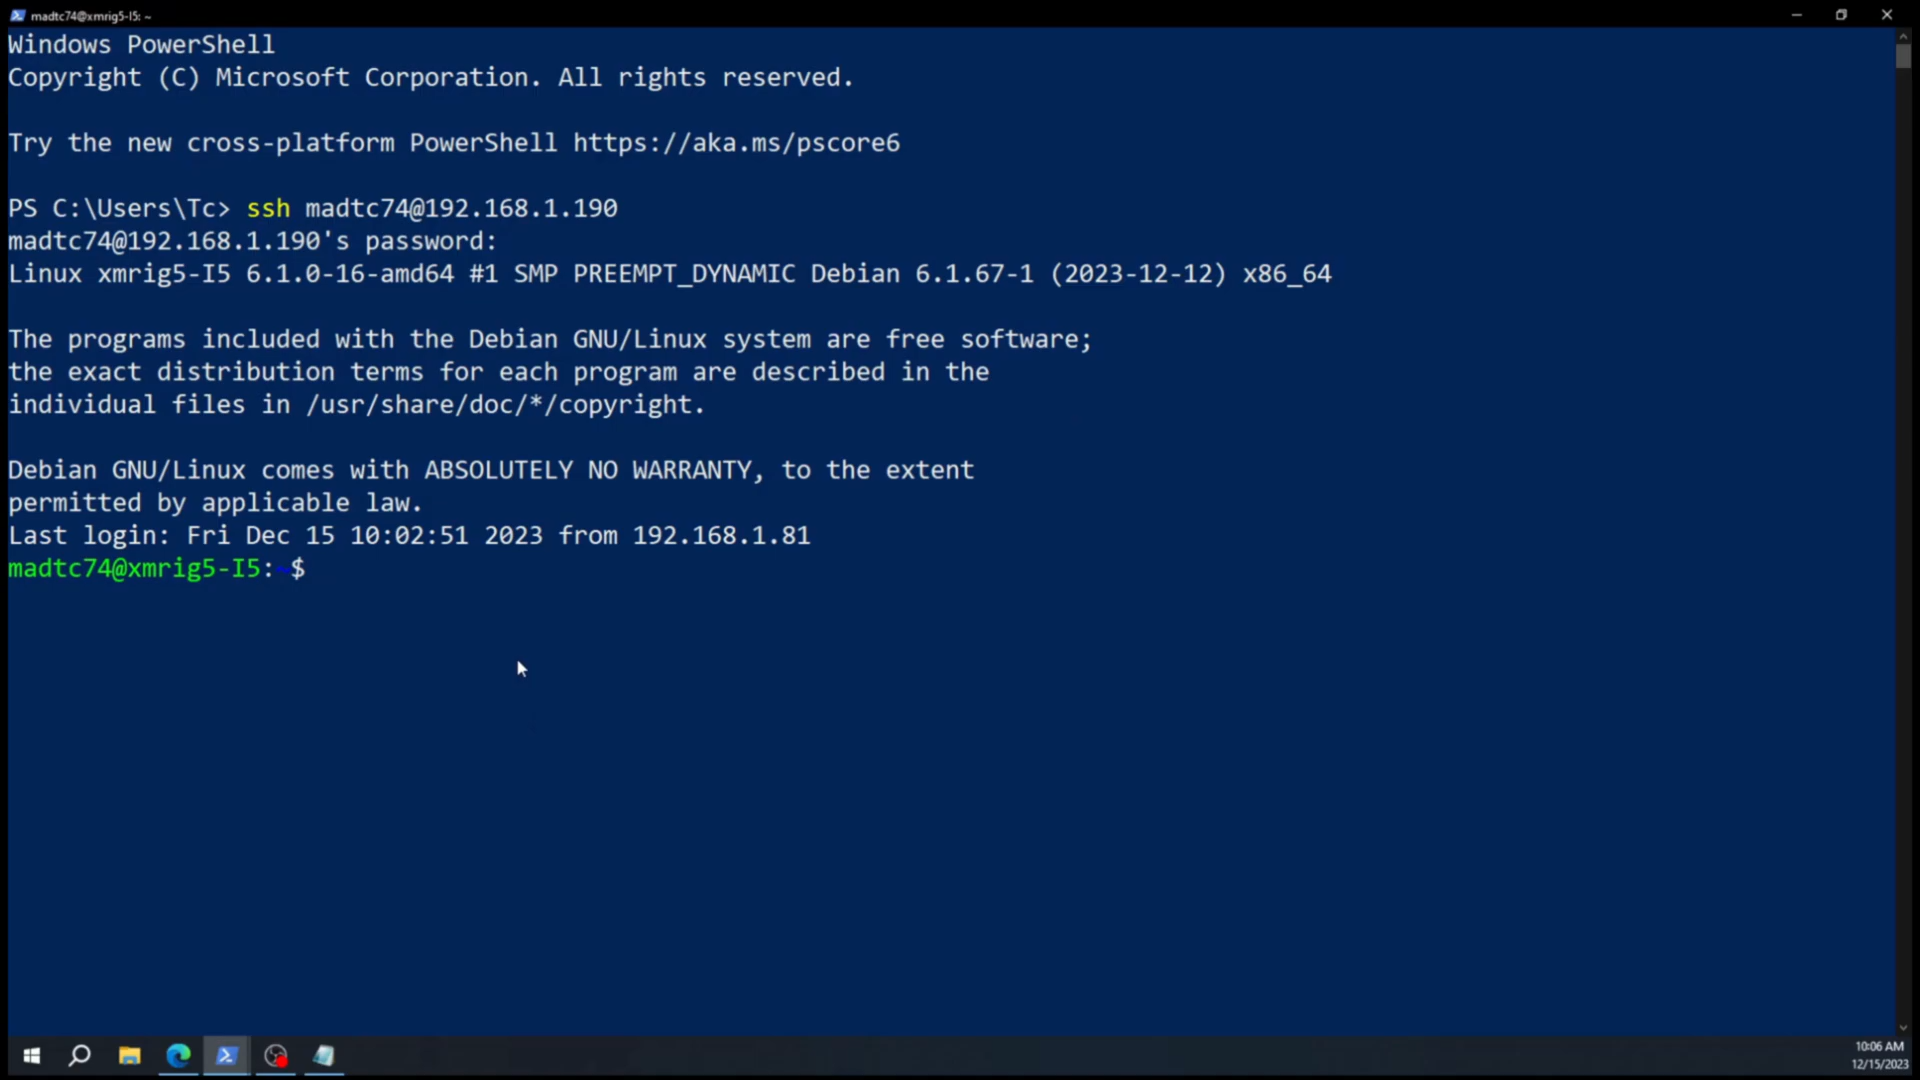 madtc74@xmrig5-I5: ~
Windows PowerShell
Copyright (C) Microsoft Corporation. All rights reserved.
Try the new cross-platform PowerShell https://aka.ms/pscore6
PS C:\Users\Tc> ssh madtc74@192.168.1.190
madtc74@192.168.1.190's password:
Linux xmrig5-I5 6.1.0-16-amd64 #1 SMP PREEMPT_DYNAMIC Debian 6.1.67-1 (2023-12-12) x86_64
The programs included with the Debian GNU/Linux system are free software;
the exact distribution terms for each program are described in the
individual files in /usr/share/doc/*/copyright.
Debian GNU/Linux comes with ABSOLUTELY NO WARRANTY, to the extent
permitted by applicable law.
Last login: Fri Dec 15 10:02:51 2023 from 192.168.1.81
madtc74@xmrig5-I5:~$
10:06 AM
12/15/2023